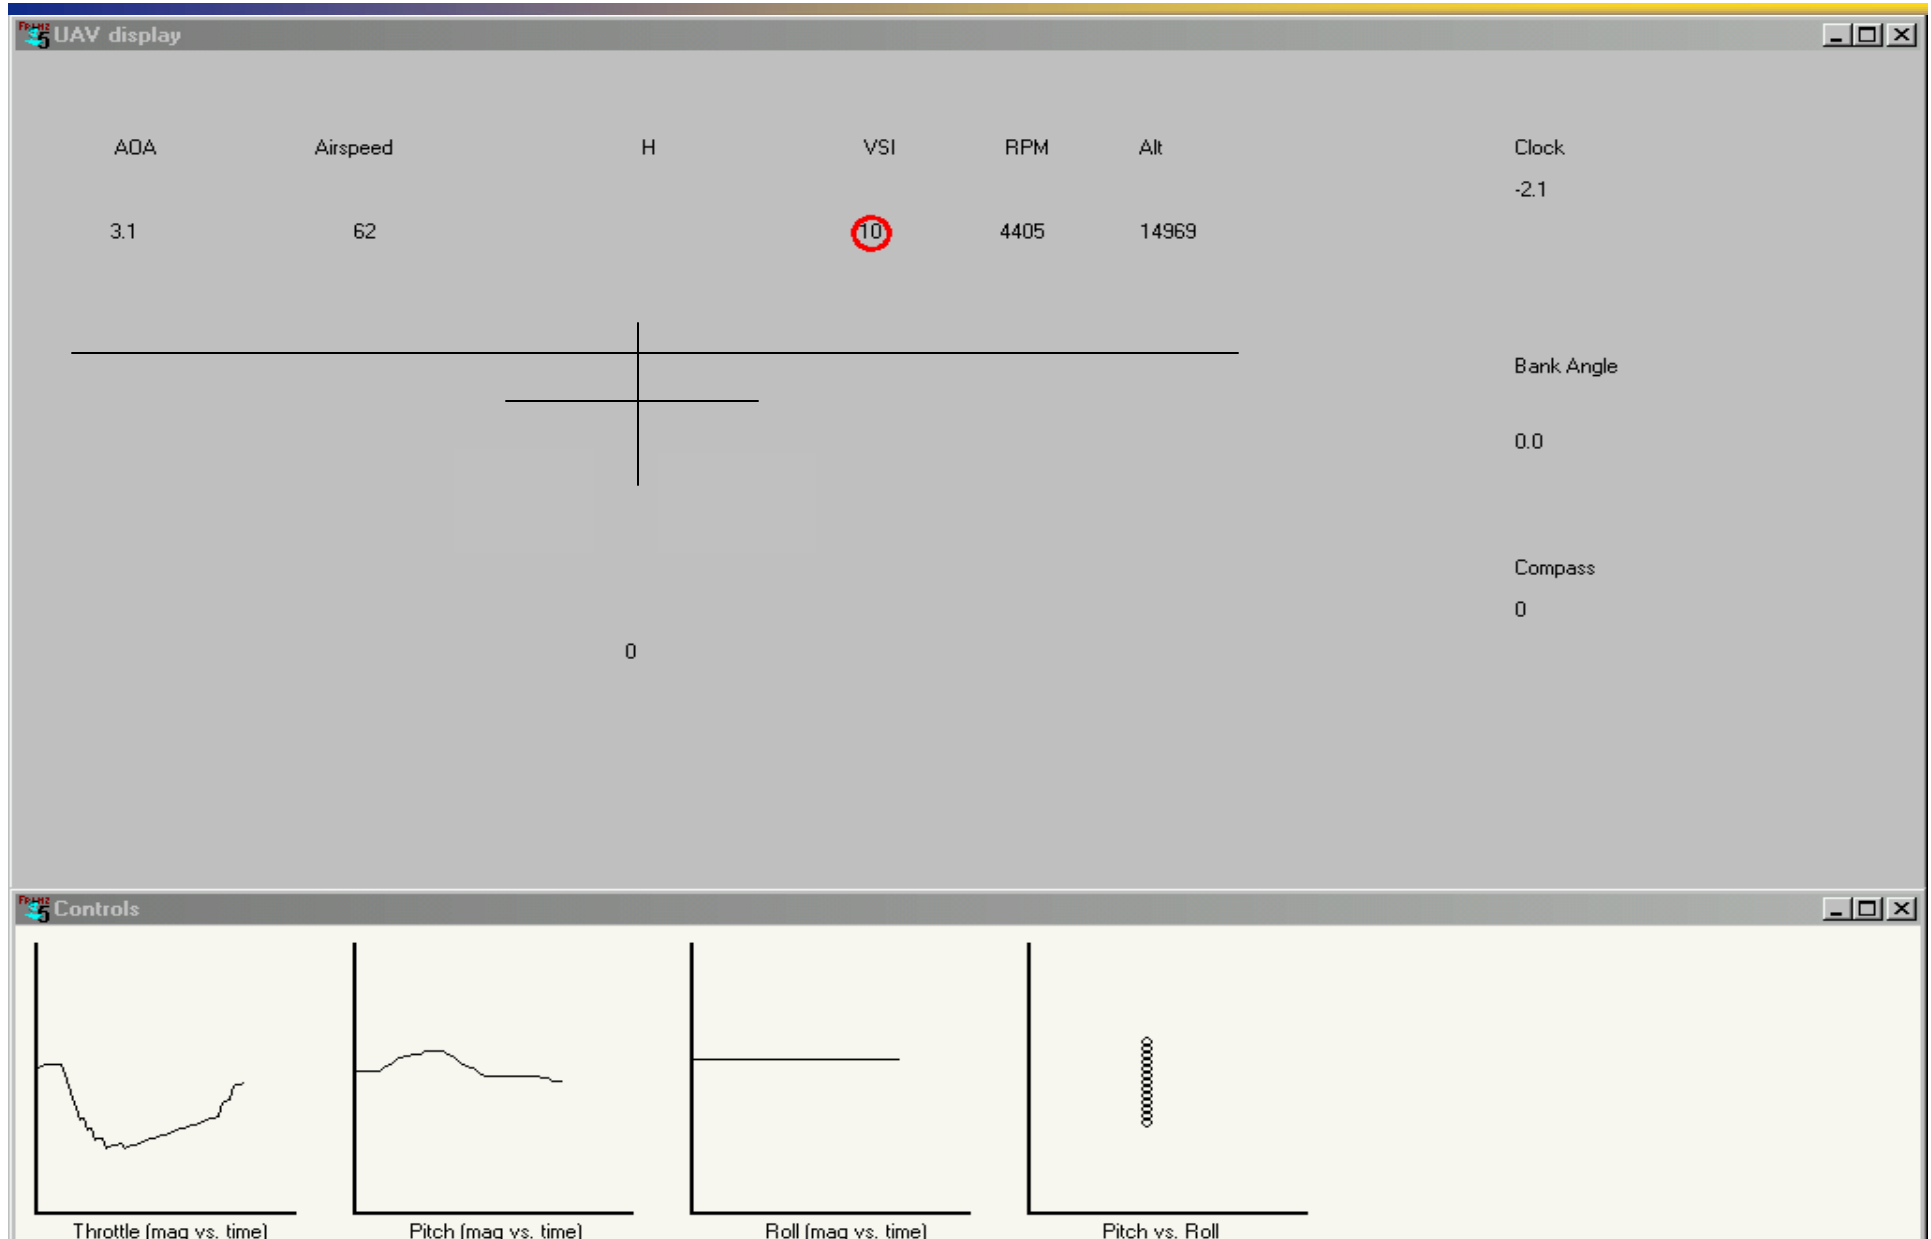 UAV display
AOA Airspeed H VSI RPM Alt Clock
-2.1
3.1 62 10 4405 14969
Bank Angle
0.0
Compass
0
0
Controls
Throttle (mag vs. time) Pitch (mag vs. time) Roll (mag vs. time) Pitch vs. Roll